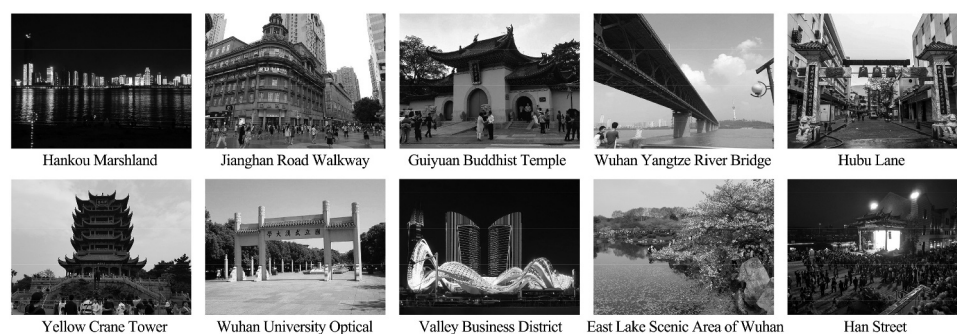 Hankou Marshland
Jianghan Road Walkway
Guiyuan Buddhist Temple
Wuhan Yangtze River Bridge
Hubu Lane
Yellow Crane Tower
Wuhan University Optical
Valley Business District
East Lake Scenic Area of Wuhan
Han Street